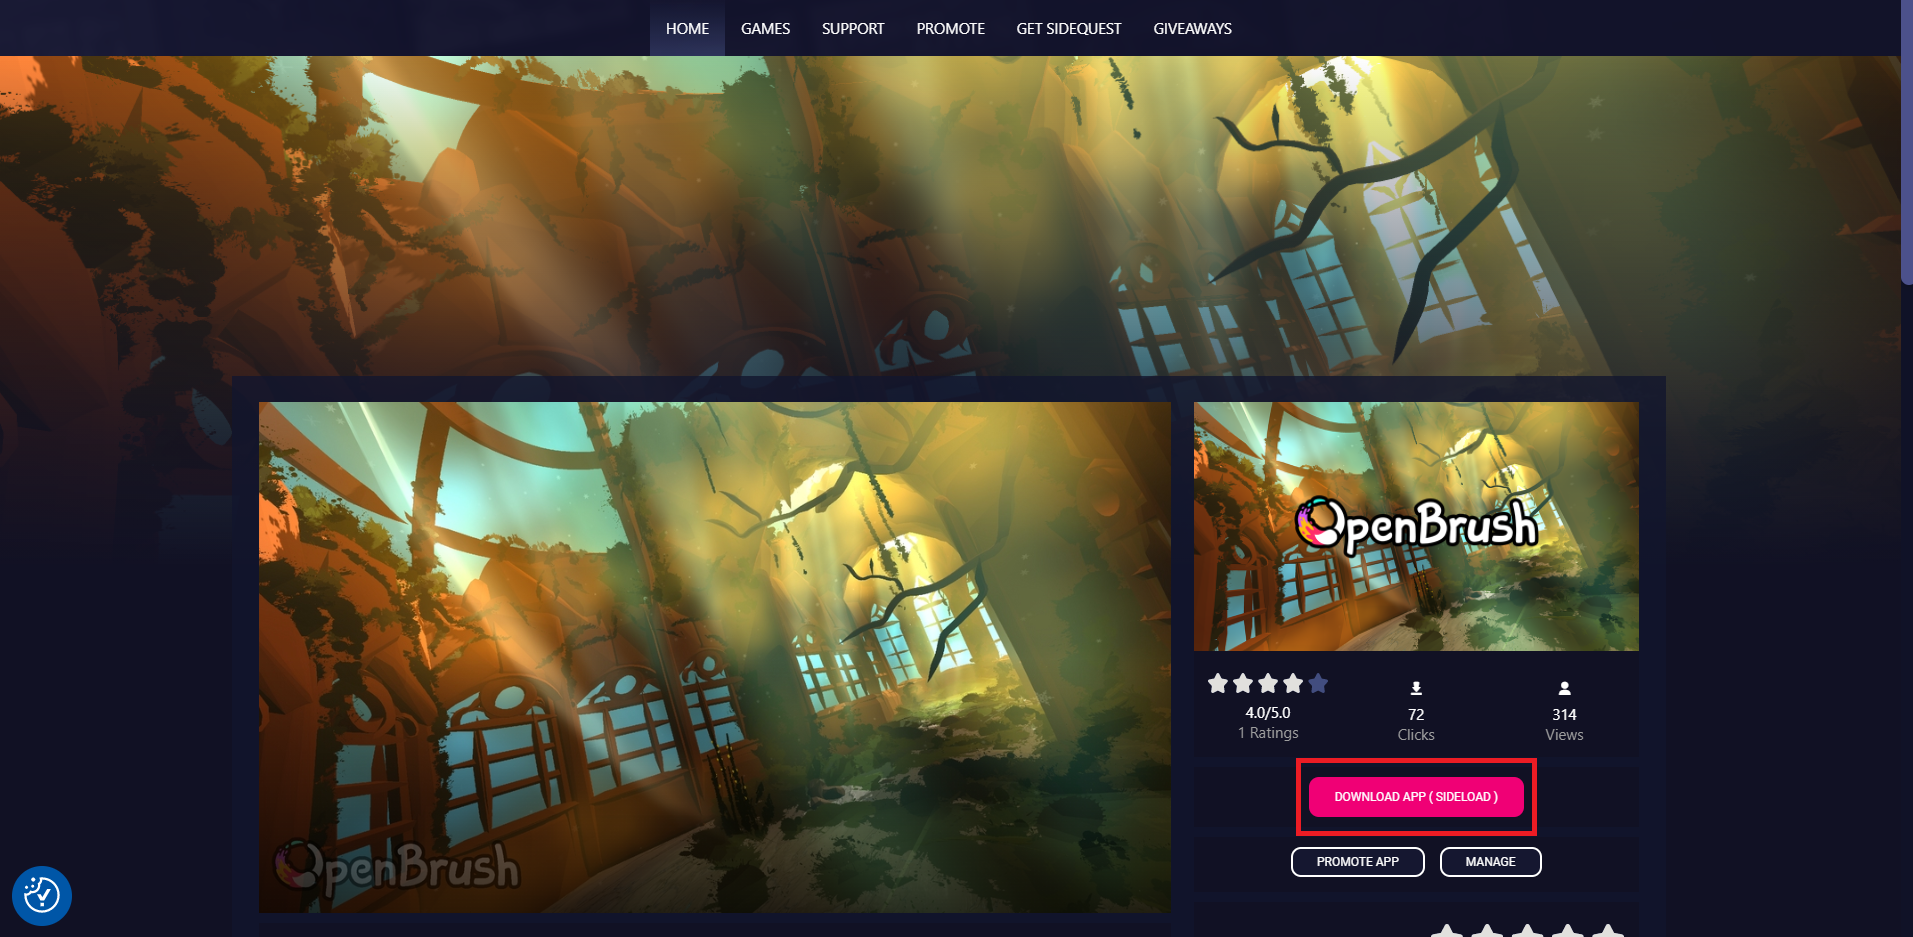 HOME GAMES SUPPORT PROMOTE GET SIDEQUEST GIVEAWAYS
OpenBrush
OpenBrush
4.0/5.0
1 Ratings
72
Clicks
314
Views
DOWNLOAD APP ( SIDELOAD )
PROMOTE APP
MANAGE